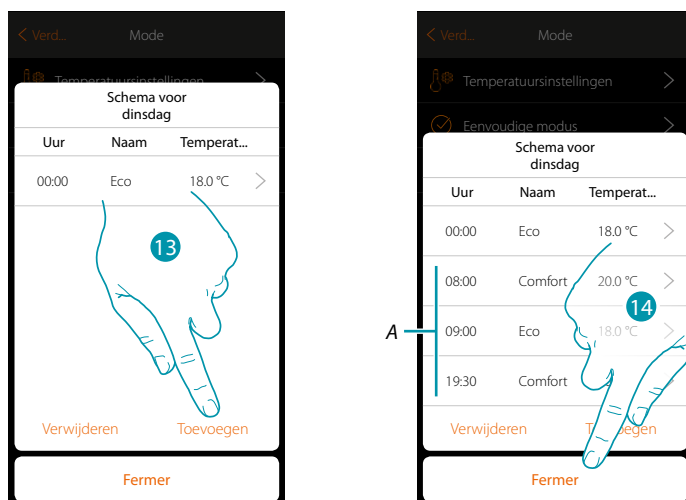 Verd... Mode
Temperatuursinstellingen
Schema voor
dinsdag
Uur Naam Temperat...
00:00 Eco 18.0 °C
13
Verwijderen Toevoegen
Fermer
Verd... Mode
Temperatuursinstellingen
Eenvoudige modus
Schema voor
dinsdag
Uur Naam Temperat...
00:00 Eco 18.0 °C
08:00 Comfort 20.0 °C
14
A
09:00 Eco 18.0 °C
19:30 Comfort
Verwijderen
Fermer